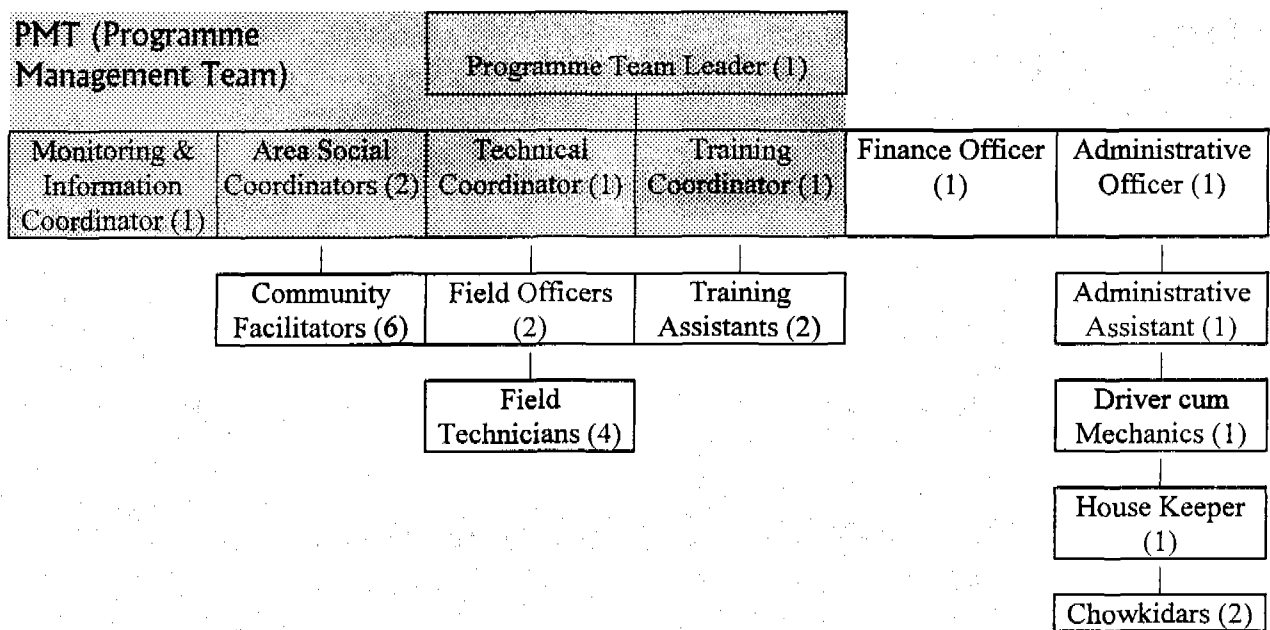 PMT (Programme
Management Team)
Programme Team Leader (1)
Monitoring &
Information
Coordinator (1)
Area Social
Coordinators (2)
Technical
Coordinator (1)
Training
Coordinator (1)
Finance Officer
(1)
Administrative
Officer (1)
Community
Facilitators (6)
Field Officers
(2)
Training
Assistants (2)
Administrative
Assistant (1)
Field
Technicians (4)
Driver cum
Mechanics (1)
House Keeper
(1)
Chowkidars (2)